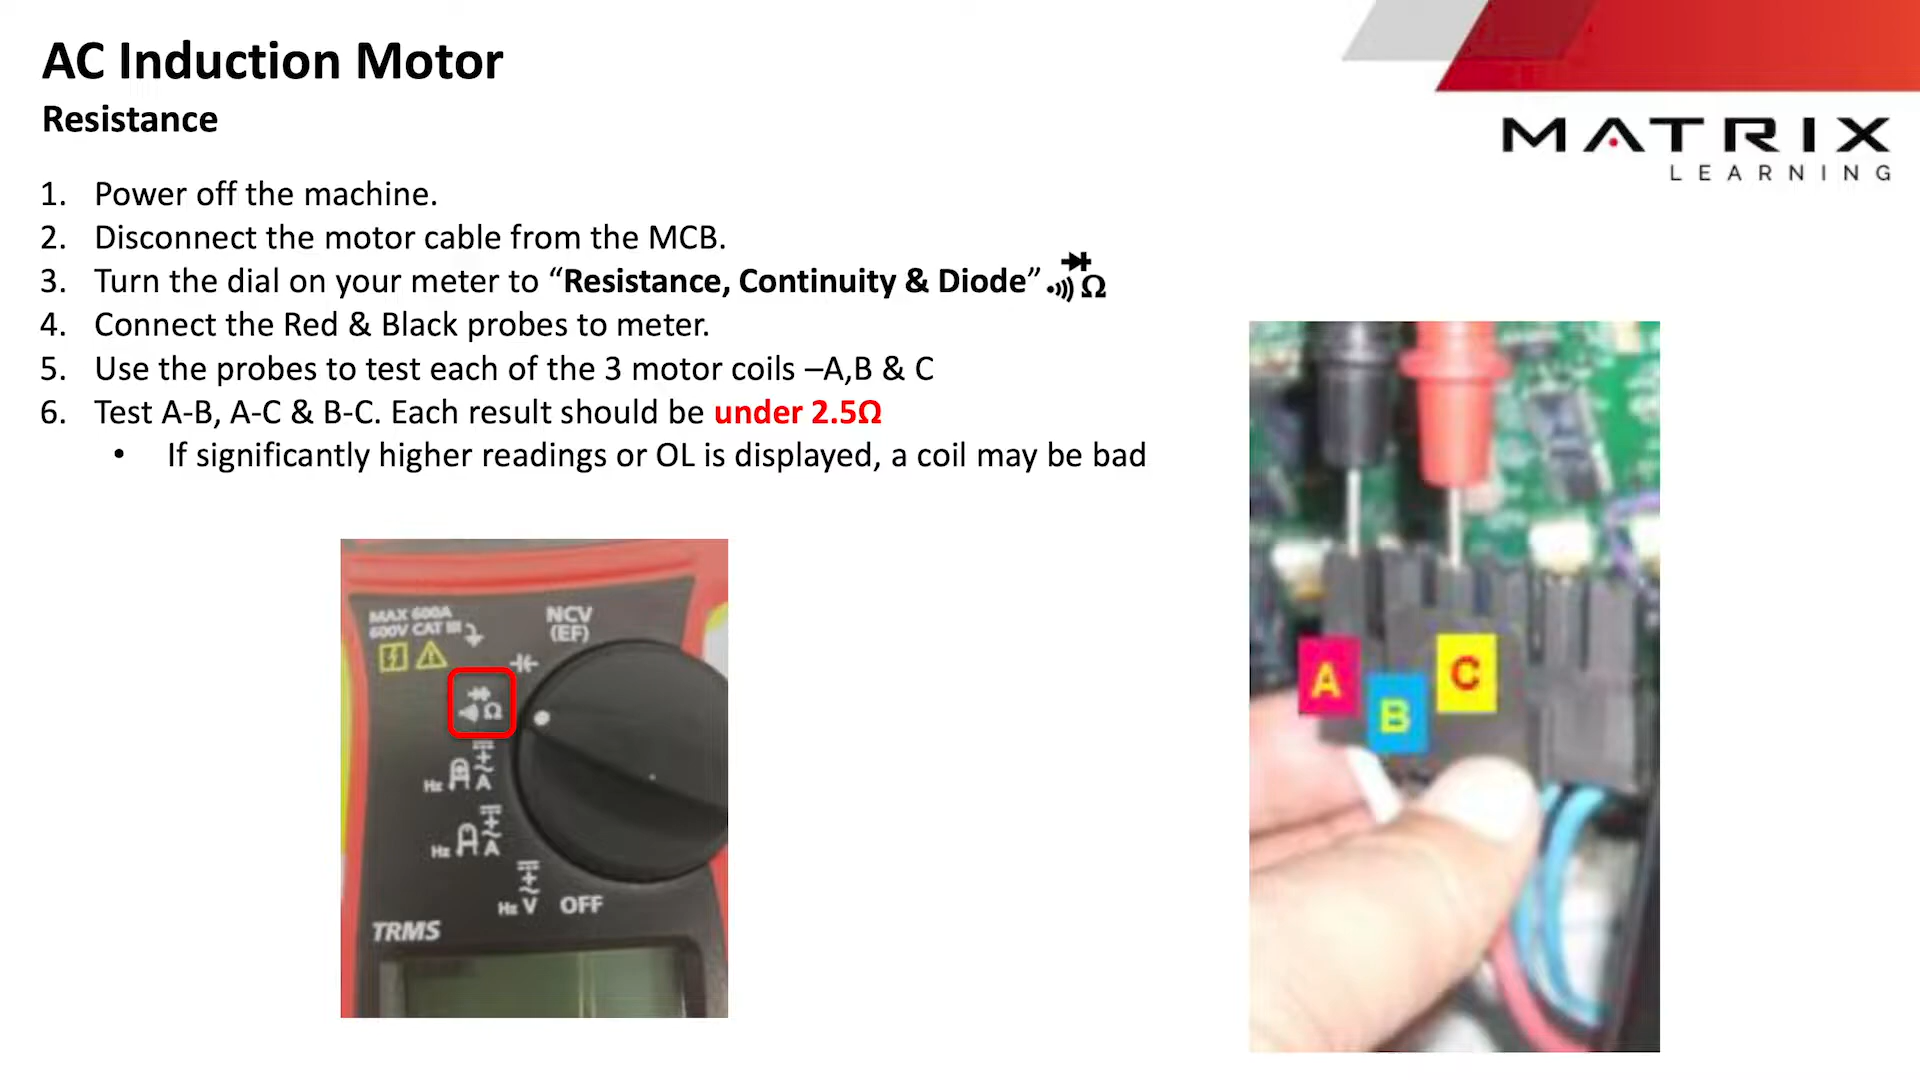 AC Induction Motor
Resistance
MATRIX
LEARNING
1. Power off the machine.
2. Disconnect the motor cable from the MCB.
3. Turn the dial on your meter to “Resistance, Continuity & Diode” Ω
4. Connect the Red & Black probes to meter.
5. Use the probes to test each of the 3 motor coils –A,B & C
6. Test A-B, A-C & B-C. Each result should be under 2.5Ω
• If significantly higher readings or OL is displayed, a coil may be bad
MAX 600A
600V CAT III
NCV
(EF)
Ω
Hz A
Hz A
Hz V OFF
TRMS
A
B
C